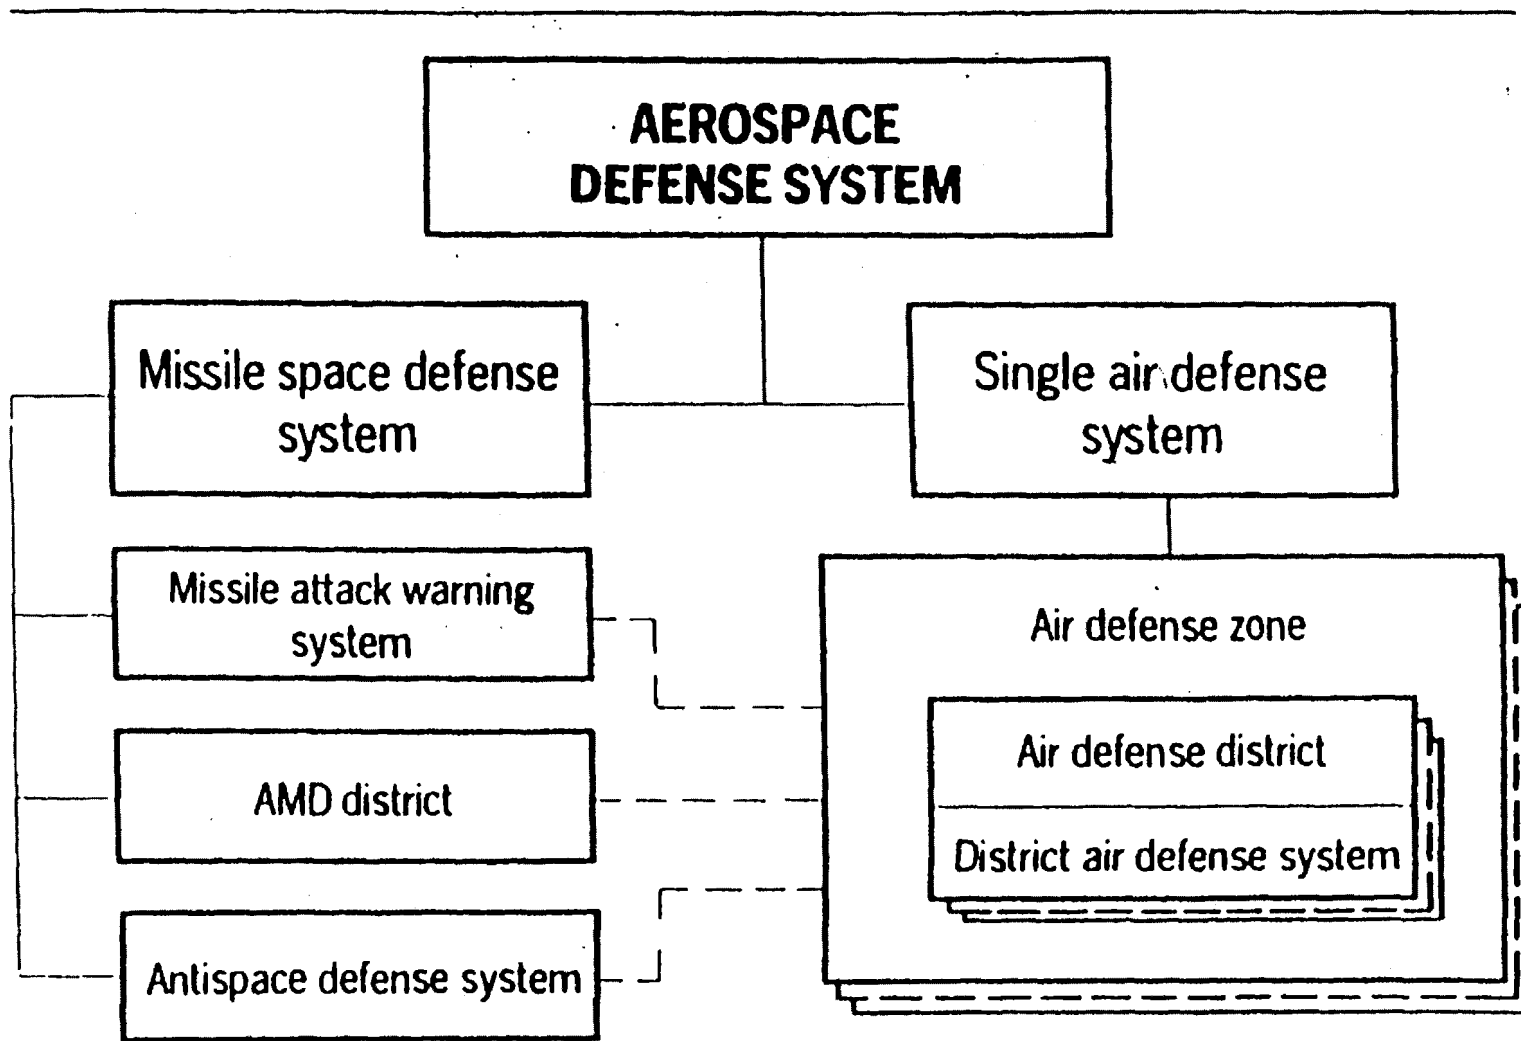 AEROSPACE
DEFENSE SYSTEM
Missile space defense
system
Single air defense
system
Missile attack warning
system
AMD district
Antispace defense system
Air defense zone
Air defense district
District air defense system